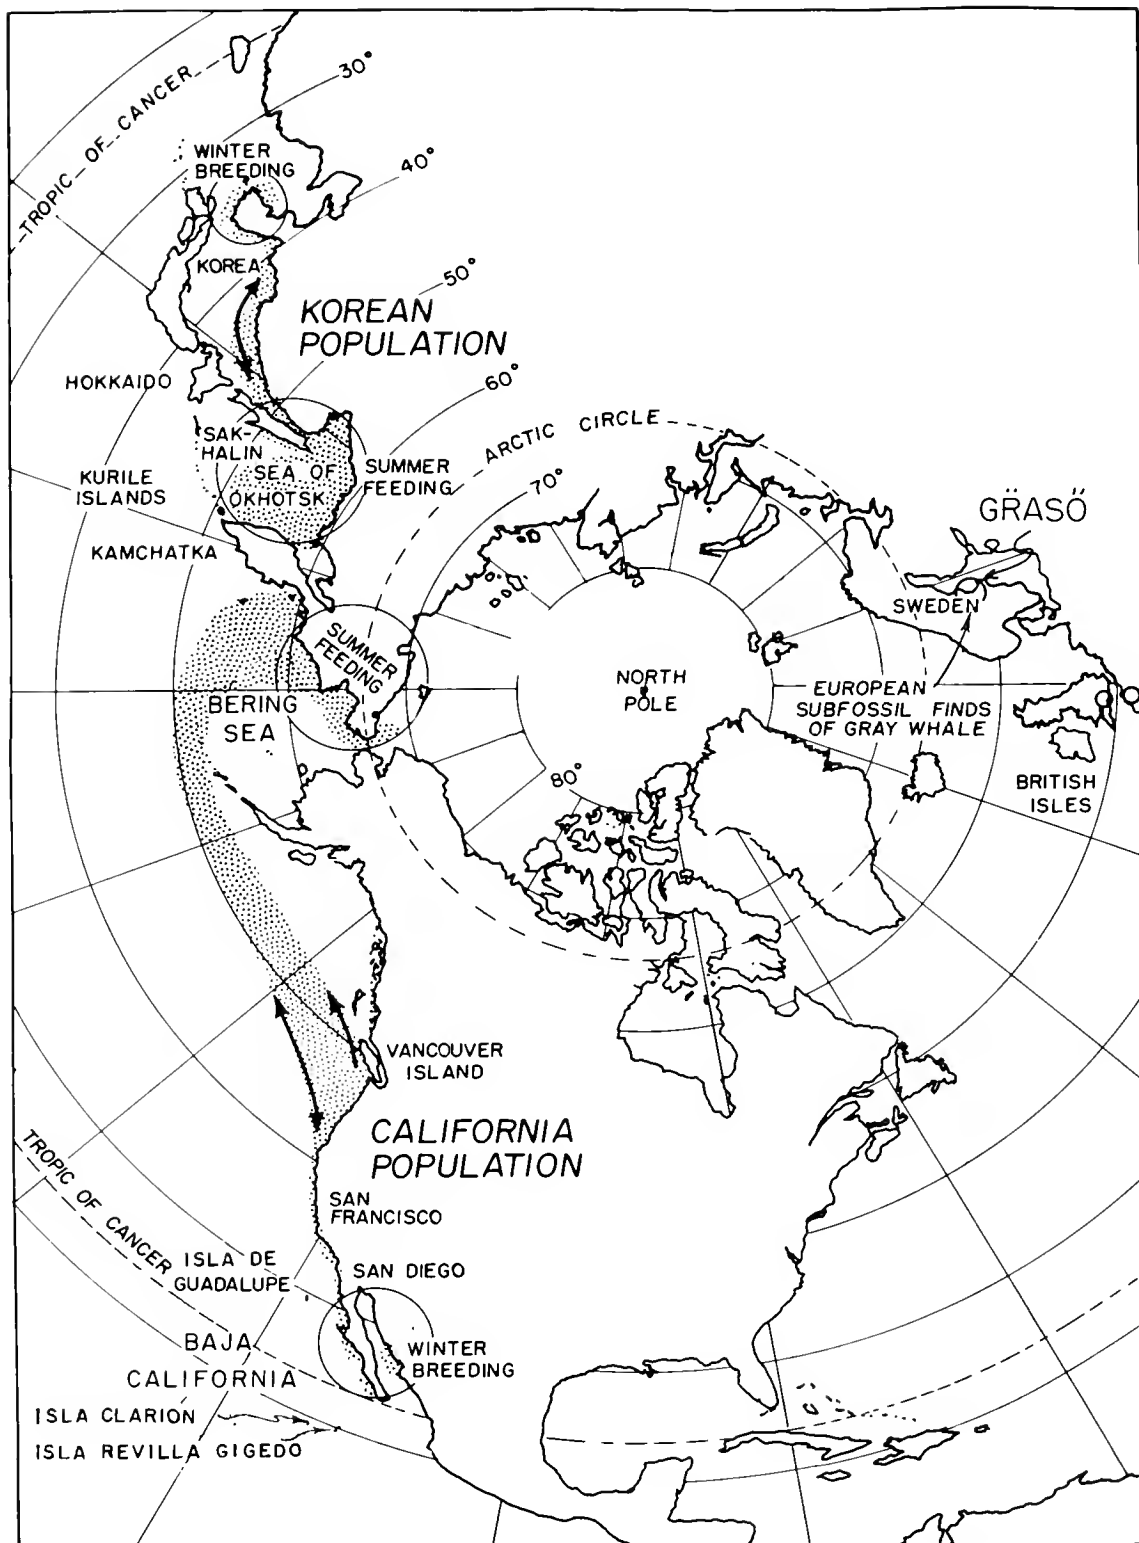 TROPIC OF CANCER
30°
WINTER
BREEDING
40°
KOREA
50°
KOREAN
POPULATION
HOKKAIDO
60°
ARCTIC CIRCLE
SAK-
HALIN
SEA OF
OKHOTSK
SUMMER
FEEDING
70°
KURILE
ISLANDS
GRÄSÖ
KAMCHATKA
SWEDEN
SUMMER
FEEDING
NORTH
POLE
EUROPEAN
SUBFOSSIL FINDS
OF GRAY WHALE
BERING
SEA
80°
BRITISH
ISLES
VANCOUVER
ISLAND
CALIFORNIA
POPULATION
TROPIC OF CANCER
SAN
FRANCISCO
ISLA DE
GUADALUPE
SAN DIEGO
BAJA
CALIFORNIA
WINTER
BREEDING
ISLA CLARION
ISLA REVILLA GIGEDO